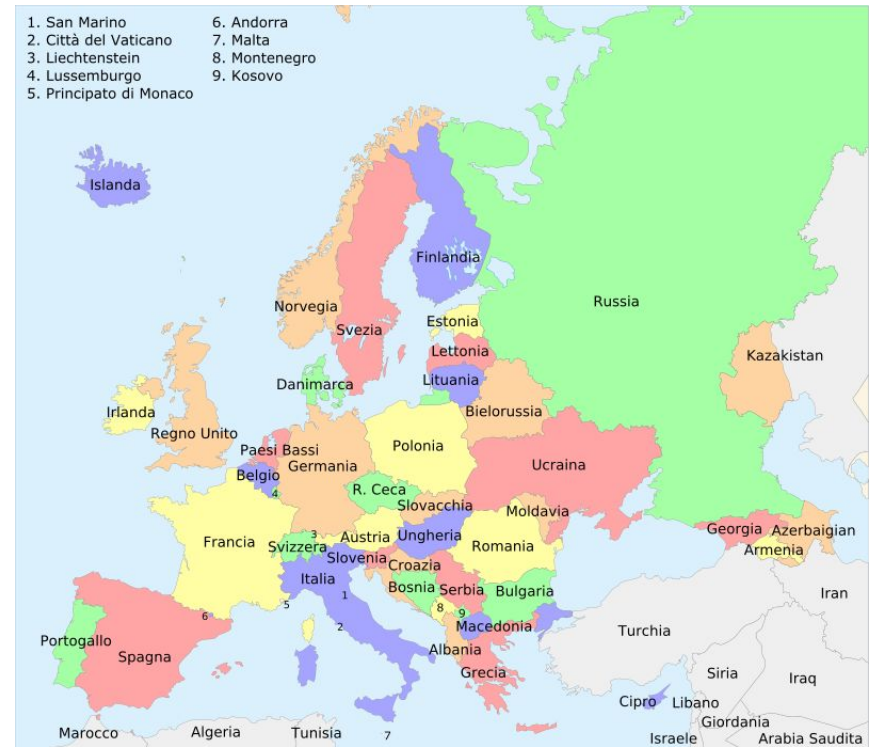 1. San Marino
2. Città del Vaticano
3. Liechtenstein
4. Lussemburgo
5. Principato di Monaco
6. Andorra
7. Malta
8. Montenegro
9. Kosovo
Islanda
Finlandia
Russia
Norvegia
Svezia
Estonia
Lettonia
Kazakistan
Danimarca
Lituania
Irlanda
Bielorussia
Regno Unito
Polonia
Paesi Bassi
Germania
Ucraina
Belgio
R. Ceca
4
Slovacchia
Moldavia
Francia
3
Austria
Ungheria
Georgia
Azerbaigian
Svizzera
Romania
Armenia
Slovenia
Croazia
Italia
Bosnia
Serbia
Bulgaria
Iran
5
1
8
9
6
2
Macedonia
Turchia
Portogallo
Spagna
Albania
Grecia
Siria
Iraq
Cipro
Libano
Giordania
Marocco
Algeria
Tunisia
7
Israele
Arabia Saudita